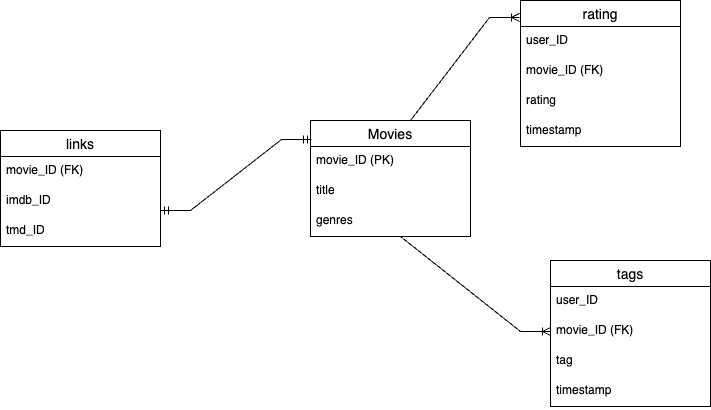 rating
user_ID
movie_ID (FK)
rating
timestamp
links
movie_ID (FK)
imdb_ID
tmd_ID
Movies
movie_ID (PK)
title
genres
tags
user_ID
movie_ID (FK)
tag
timestamp